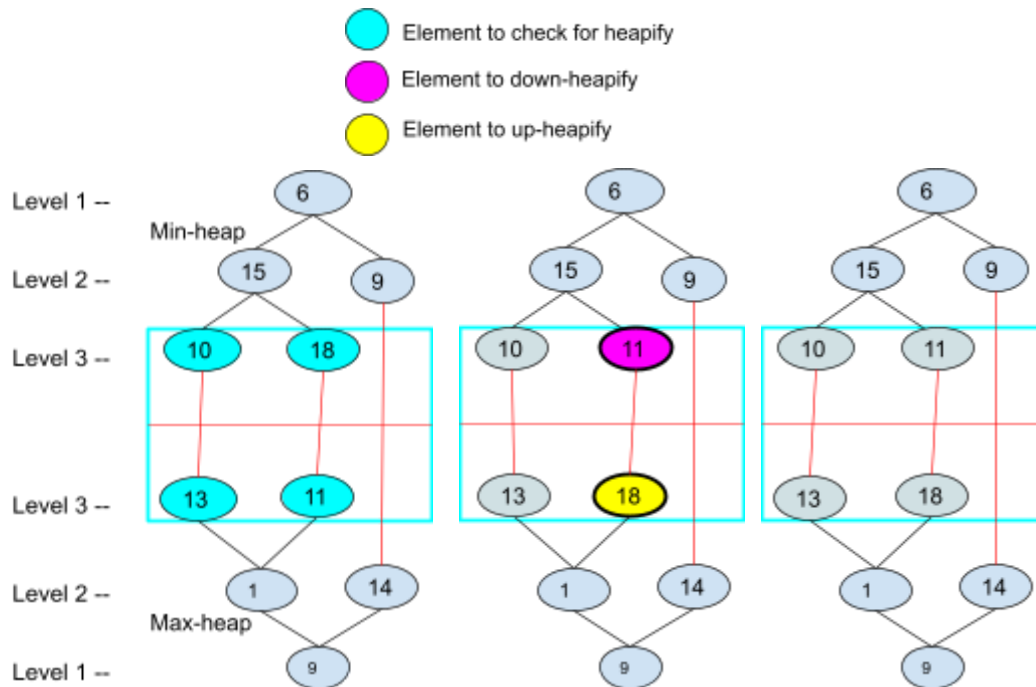 Element to check for heapify
Element to down-heapify
Element to up-heapify
Level 1 -- 6 6 6
Min-heap
Level 2 -- 15 9 15 9 15 9
Level 3 -- 10 18 10 11 10 11
Level 3 -- 13 11 13 18 13 18
Level 2 -- 1 14 1 14 1 14
Max-heap
Level 1 -- 9 9 9